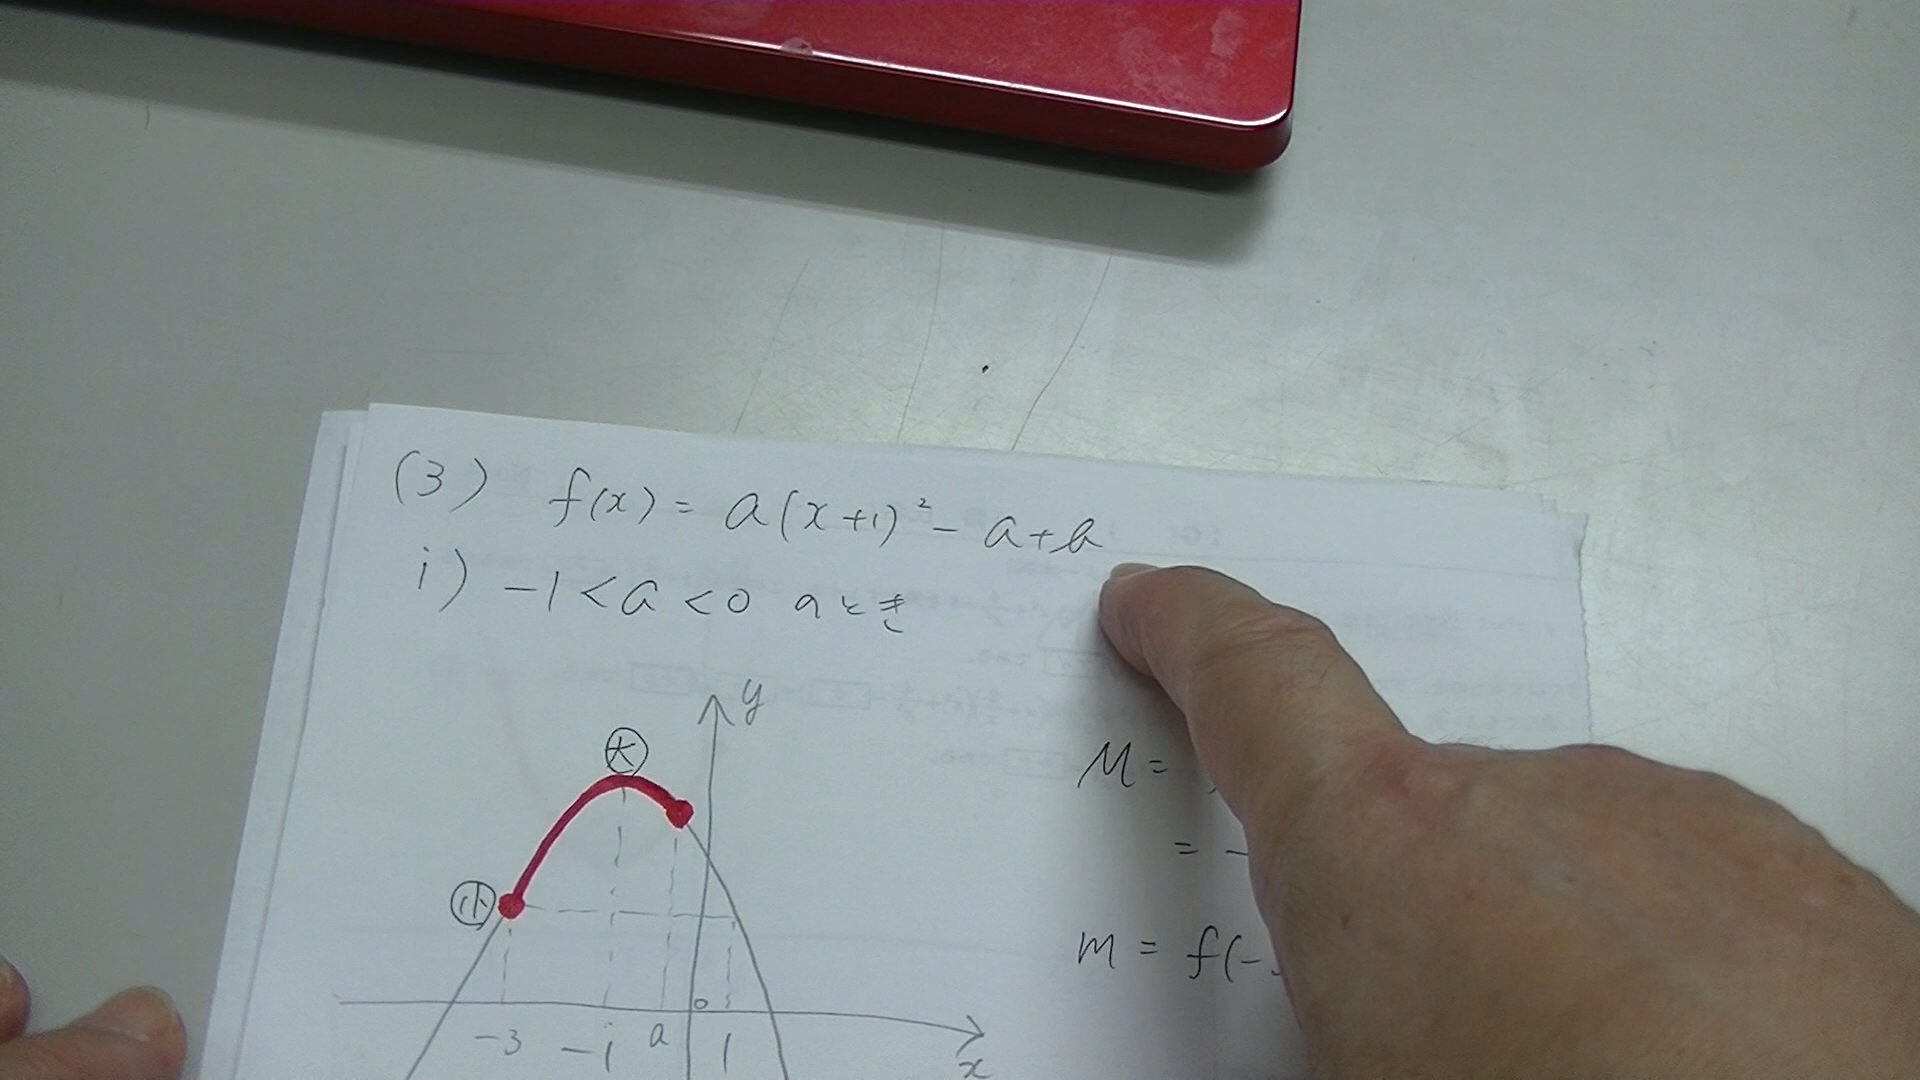 (3) f(x) = a(x+1)² - a + b
i) -1 < a < 0 のとき
y
大
M =
= -
小
m = f(-
0
-3 -1 a 1
x